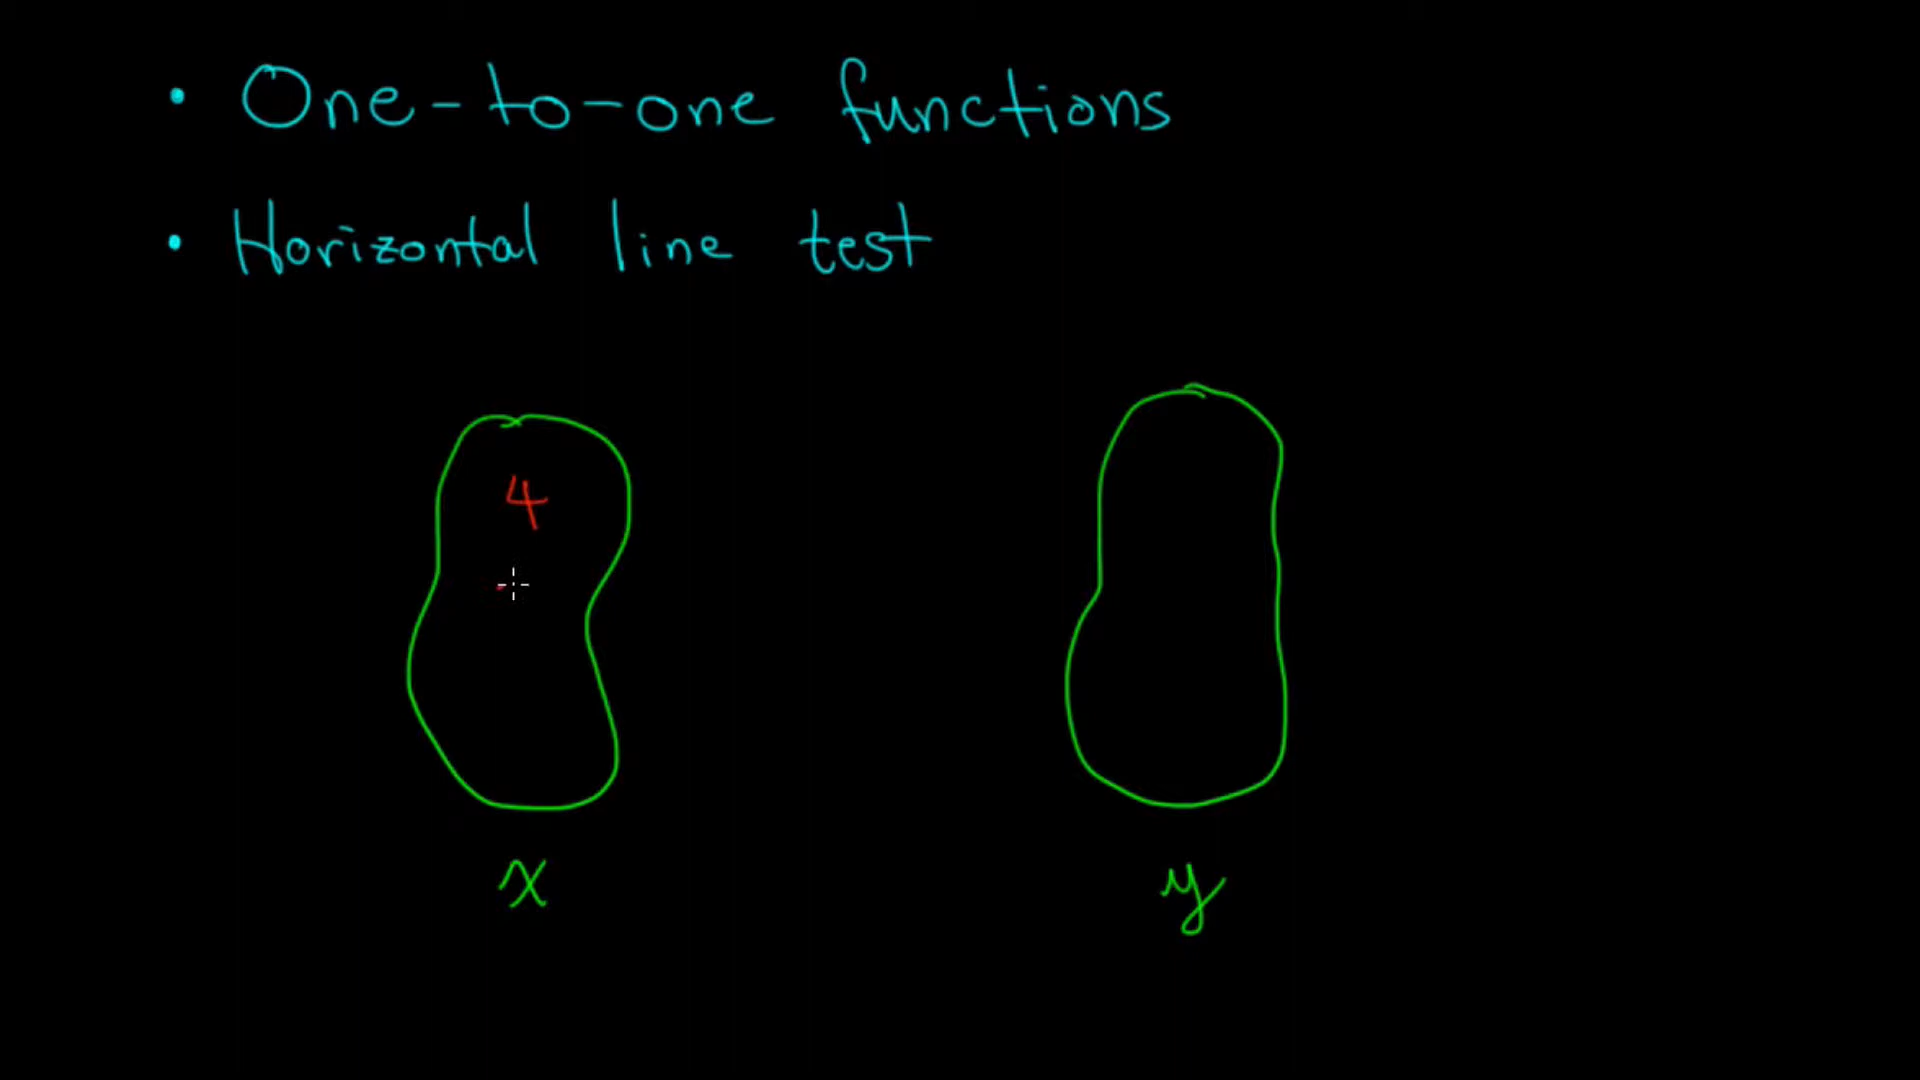 • One-to-one functions
• Horizontal line test
4
x
y